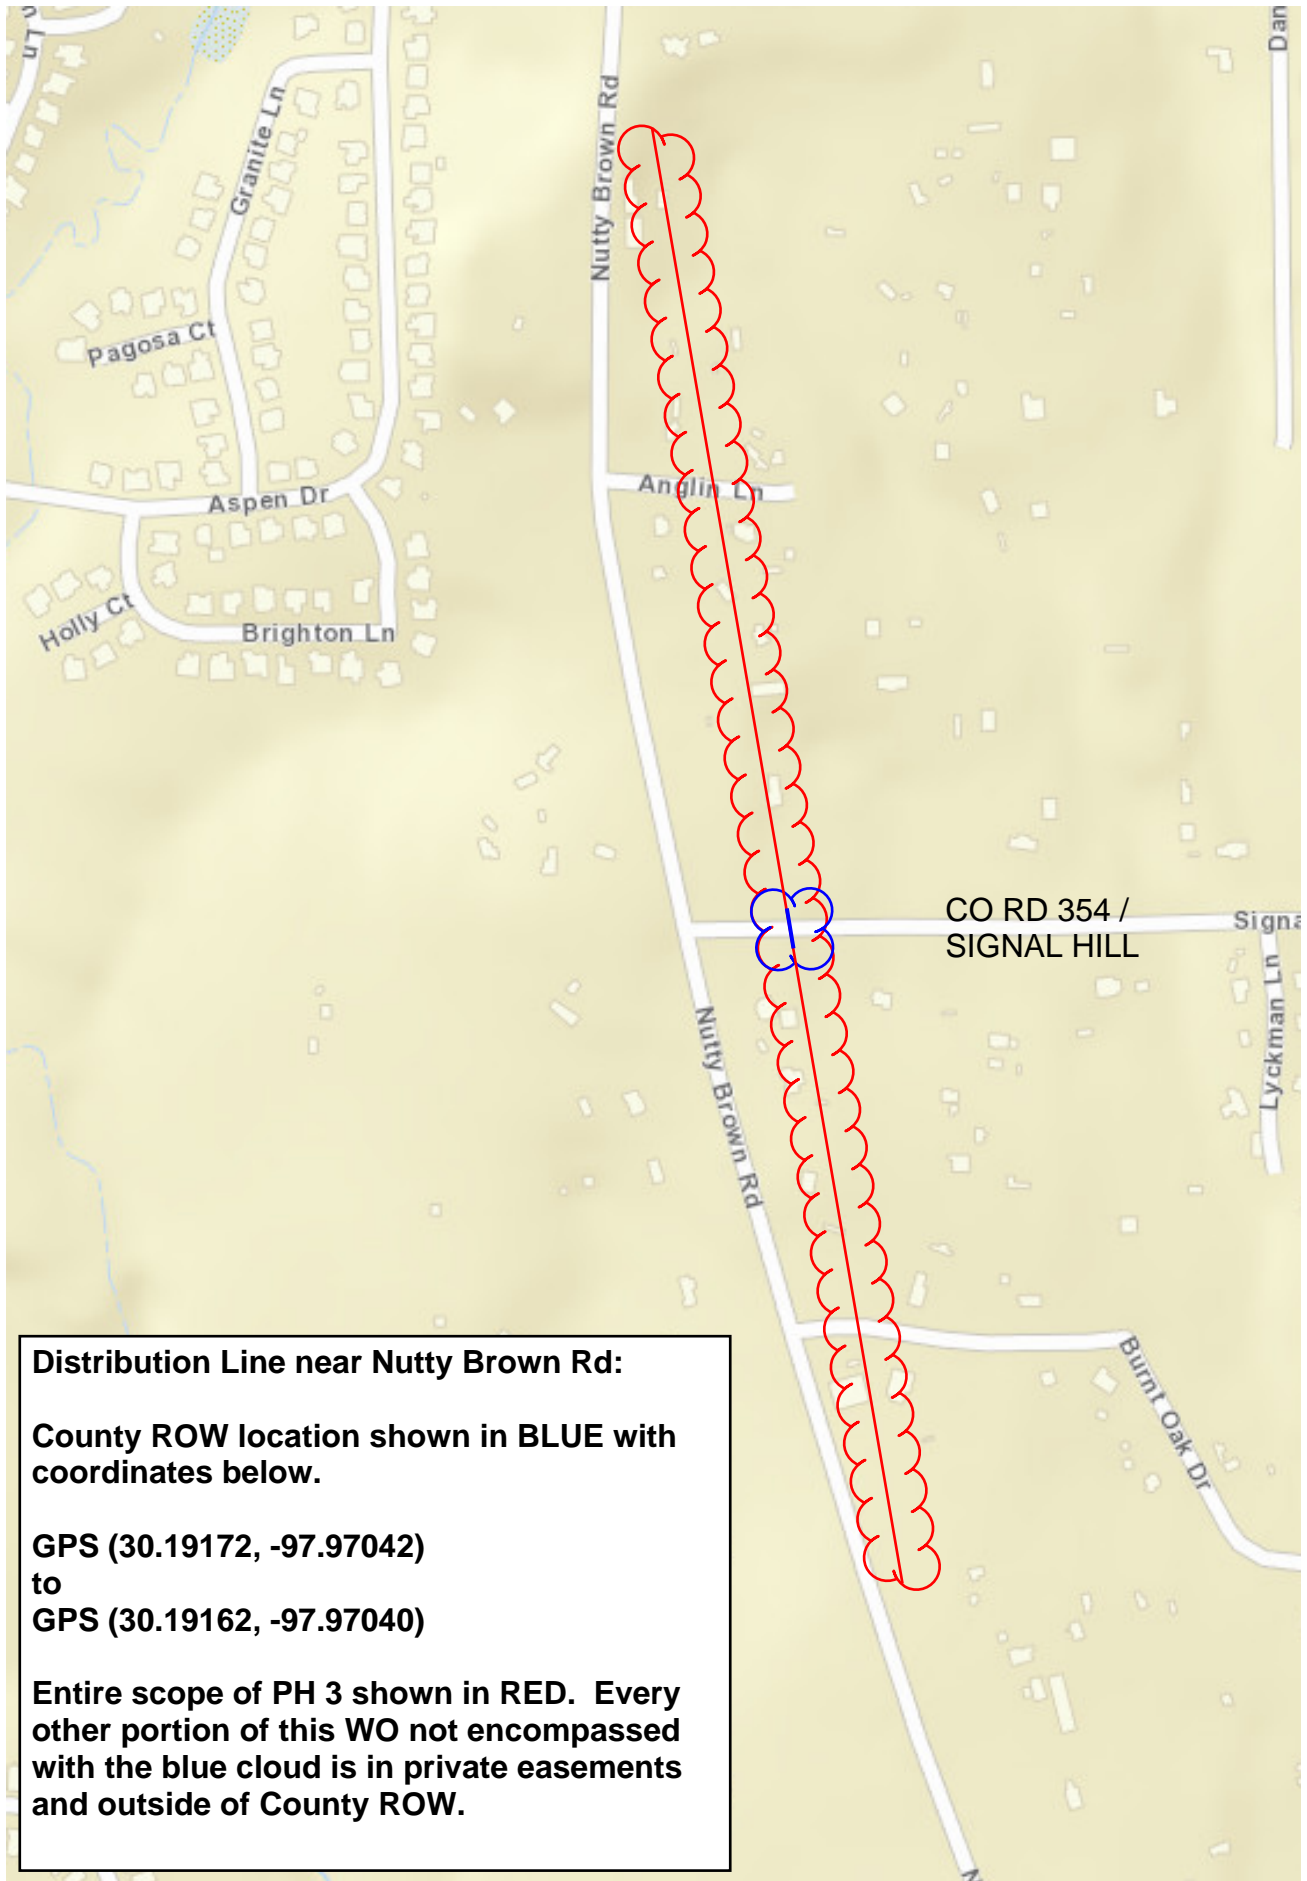 n Ln
Dan
Granite Ln
Nutty Brown Rd
Pagosa Ct
Anglin Ln
Aspen Dr
Holly Ct
Brighton Ln
CO RD 354 /
SIGNAL HILL
Signa
Lyckman Ln
Nutty Brown Rd
Burnt Oak Dr
Distribution Line near Nutty Brown Rd:
County ROW location shown in BLUE with
coordinates below.
GPS (30.19172, -97.97042)
to
GPS (30.19162, -97.97040)
Entire scope of PH 3 shown in RED.  Every
other portion of this WO not encompassed
with the blue cloud is in private easements
and outside of County ROW.
N